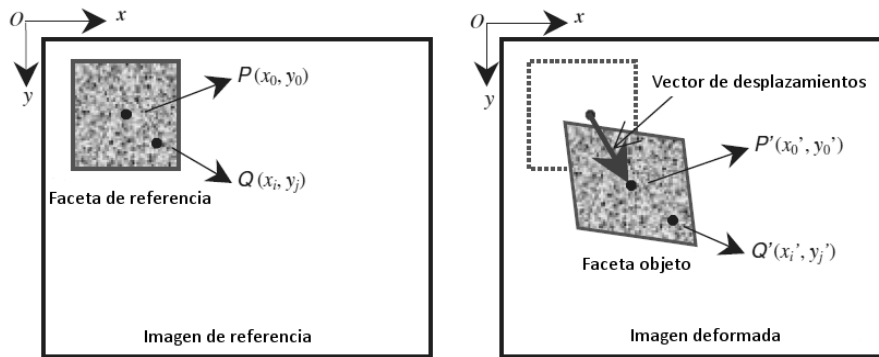 O x
y
P(x₀, y₀)
Q(xᵢ, yⱼ)
Faceta de referencia
Imagen de referencia
O x
y
Vector de desplazamientos
P’(x₀’, y₀’)
Q’(xᵢ’, yⱼ’)
Faceta objeto
Imagen deformada